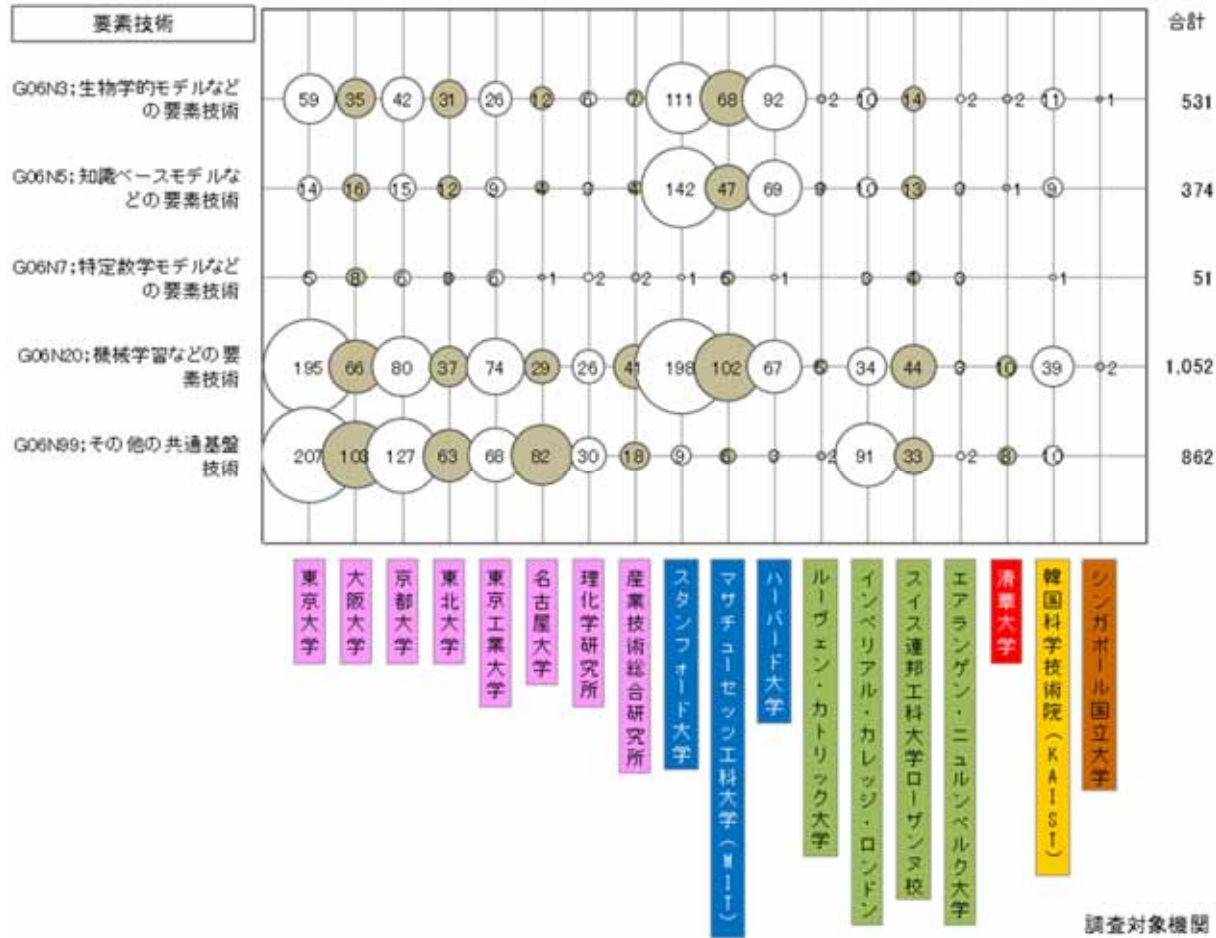 要素技術
合計
G06N3;生物学的モデルなど
の要素技術
59 35 42 31 26 12 6 7 111 68 92 2 10 14 2 2 11 1
531
G06N5;知識ベースモデルな
どの要素技術
14 16 15 12 9 4 4 142 47 69 10 13 1 9
374
G06N7;特定数学モデルなど
の要素技術
5 8 6 6 1 2 2 1 5 1 4 1
51
G06N20;機械学習などの要
素技術
195 66 80 37 74 29 26 41 198 102 67 5 34 44 3 10 39 2
1,052
G06N99;その他の共通基盤
技術
207 103 127 63 68 82 30 18 9 6 3 2 91 33 2 8 10
862
東京大学
大阪大学
京都大学
東北大学
東京工業大学
名古屋大学
理化学研究所
産業技術総合研究所
スタンフォード大学
マサチューセッツ工科大学(MIT)
ハーバード大学
ルーヴェン・カトリック大学
インペリアル・カレッジ・ロンドン
スイス連邦工科大学ローザンヌ校
エアランゲン・ニュルンベルク大学
清華大学
韓国科学技術院(KAIST)
シンガポール国立大学
調査対象機関